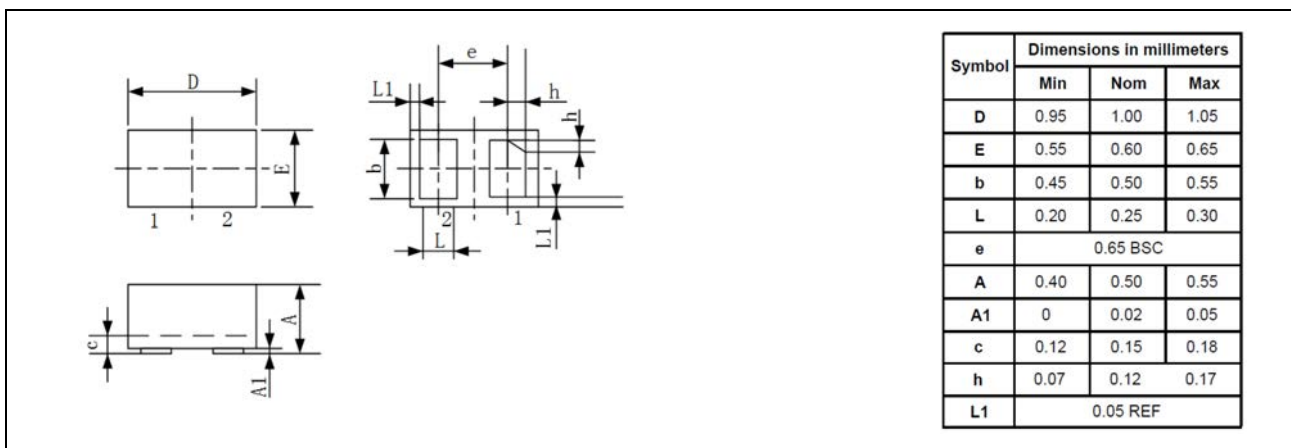 D
E
1 2
e
L1
h
h
b
2
1
L
L1
c
A
A1
Symbol Dimensions in millimeters
Min Nom Max
D 0.95 1.00 1.05
E 0.55 0.60 0.65
b 0.45 0.50 0.55
L 0.20 0.25 0.30
e 0.65 BSC
A 0.40 0.50 0.55
A1 0 0.02 0.05
c 0.12 0.15 0.18
h 0.07 0.12 0.17
L1 0.05 REF